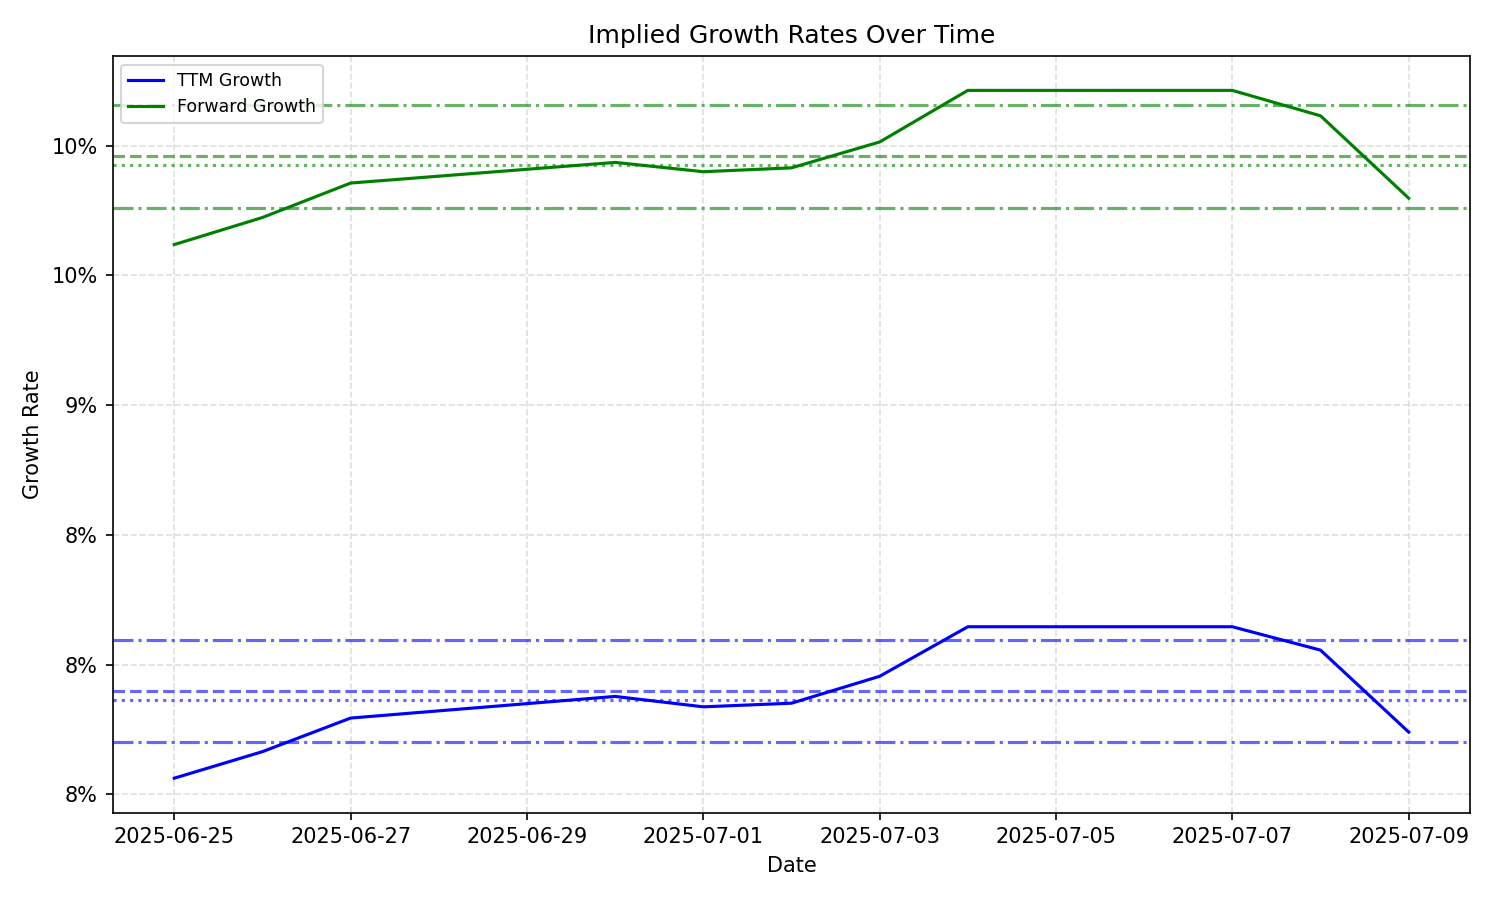 Implied Growth Rates Over Time
TTM Growth
Forward Growth
10%
10%
9%
8%
8%
8%
Growth Rate
2025-06-25
2025-06-27
2025-06-29
2025-07-01
2025-07-03
2025-07-05
2025-07-07
2025-07-09
Date